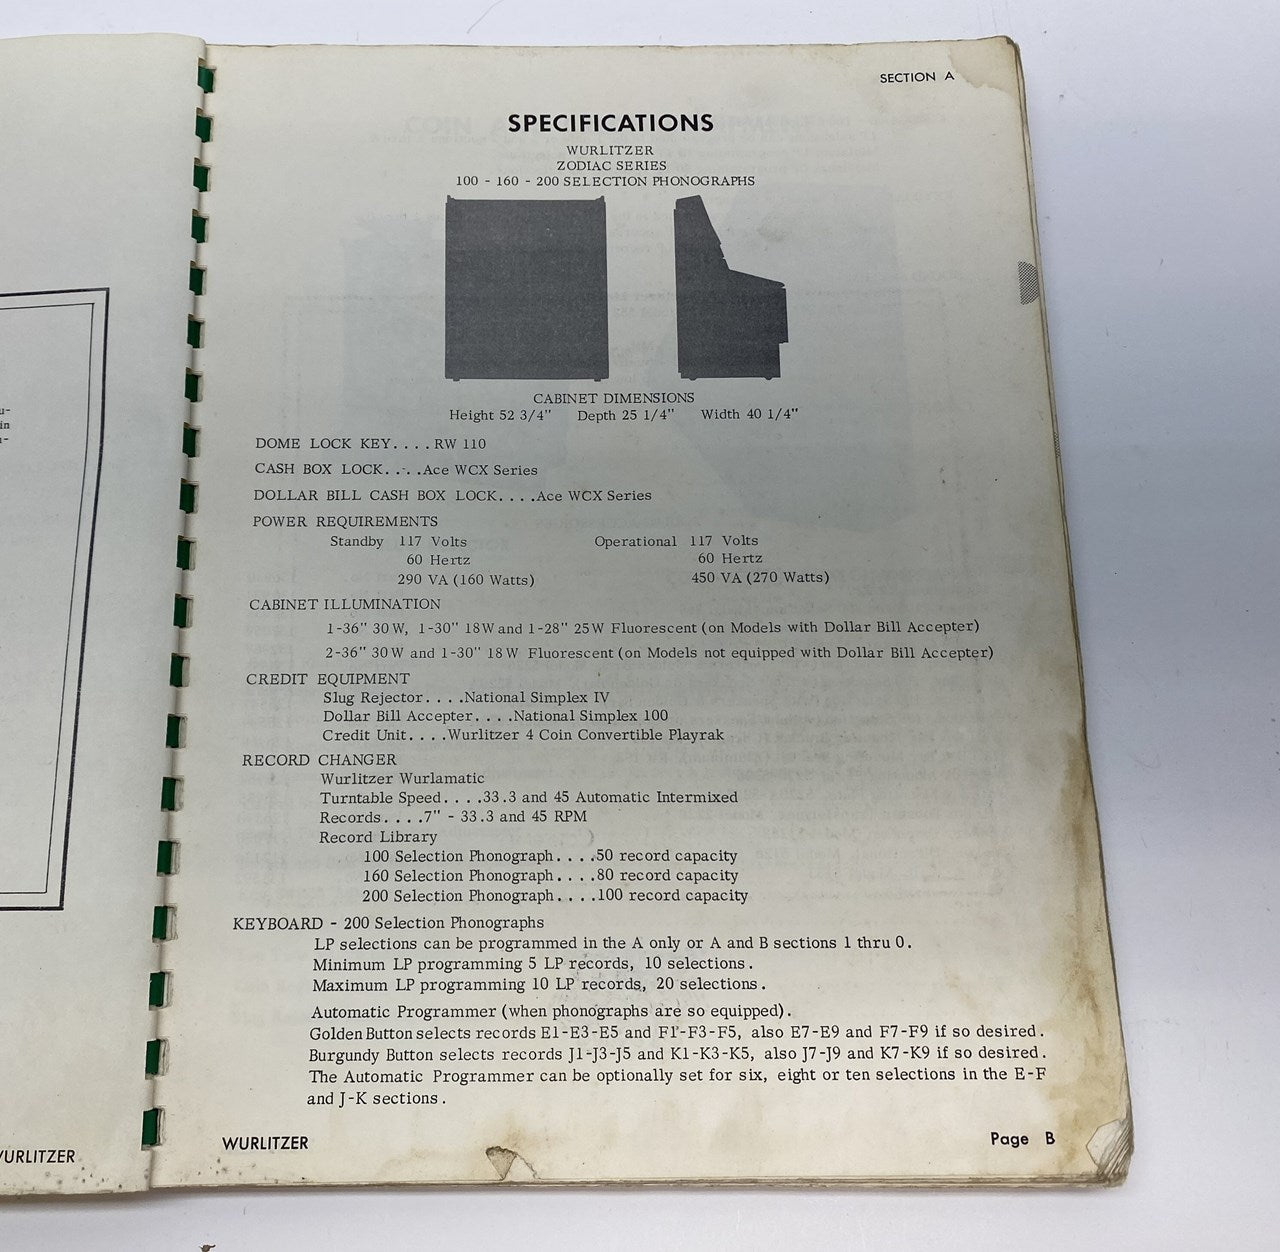 u-
in
-
WURLITZER
SECTION A
SPECIFICATIONS
WURLITZER
ZODIAC SERIES
100 - 160 - 200 SELECTION PHONOGRAPHS
CABINET DIMENSIONS
Height 52 3/4" Depth 25 1/4" Width 40 1/4"
DOME LOCK KEY....RW 110
CASH BOX LOCK....Ace WCX Series
DOLLAR BILL CASH BOX LOCK....Ace WCX Series
POWER REQUIREMENTS
Standby 117 Volts Operational 117 Volts
60 Hertz 60 Hertz
290 VA (160 Watts) 450 VA (270 Watts)
CABINET ILLUMINATION
1-36" 30W, 1-30" 18W and 1-28" 25W Fluorescent (on Models with Dollar Bill Accepter)
2-36" 30W and 1-30" 18W Fluorescent (on Models not equipped with Dollar Bill Accepter)
CREDIT EQUIPMENT
Slug Rejector....National Simplex IV
Dollar Bill Accepter....National Simplex 100
Credit Unit....Wurlitzer 4 Coin Convertible Playrak
RECORD CHANGER
Wurlitzer Wurlamatic
Turntable Speed....33.3 and 45 Automatic Intermixed
Records....7" - 33.3 and 45 RPM
Record Library
100 Selection Phonograph....50 record capacity
160 Selection Phonograph....80 record capacity
200 Selection Phonograph....100 record capacity
KEYBOARD - 200 Selection Phonographs
LP selections can be programmed in the A only or A and B sections 1 thru 0.
Minimum LP programming 5 LP records, 10 selections.
Maximum LP programming 10 LP records, 20 selections.
Automatic Programmer (when phonographs are so equipped).
Golden Button selects records E1-E3-E5 and F1-F3-F5, also E7-E9 and F7-F9 if so desired.
Burgundy Button selects records J1-J3-J5 and K1-K3-K5, also J7-J9 and K7-K9 if so desired.
The Automatic Programmer can be optionally set for six, eight or ten selections in the E-F
and J-K sections.
WURLITZER Page B